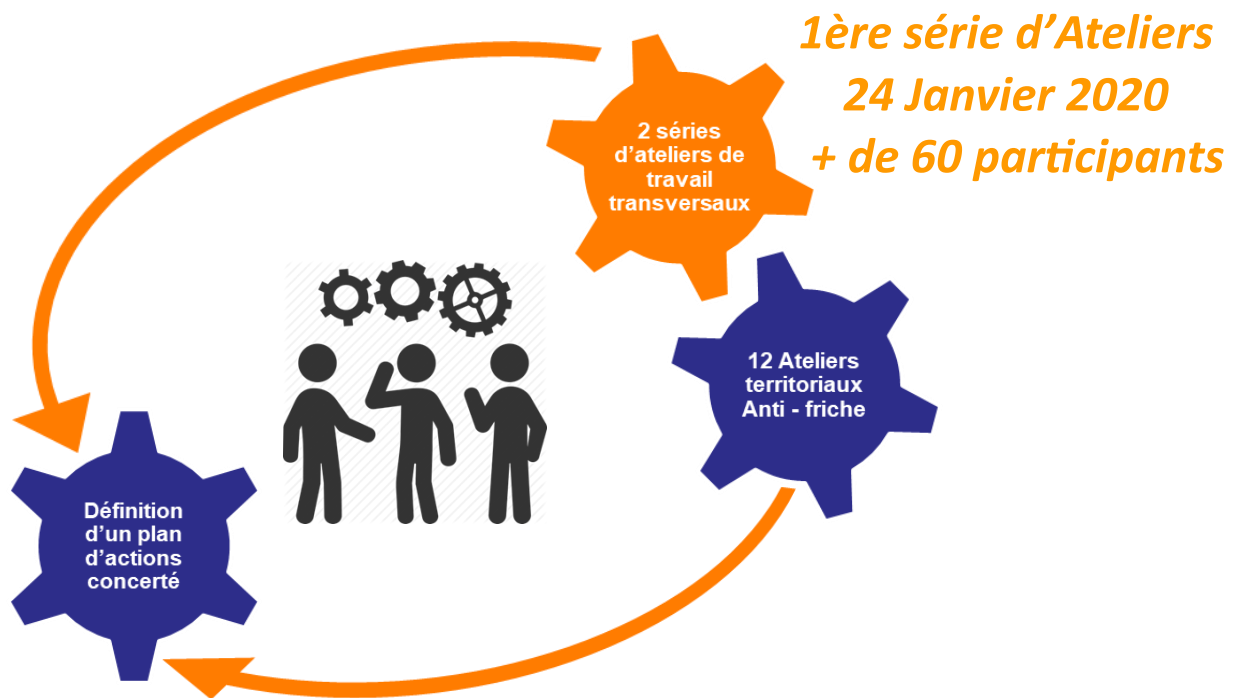 1ère série d’Ateliers
24 Janvier 2020
+ de 60 participants
2 séries
d’ateliers de
travail
transversaux
12 Ateliers
territoriaux
Anti - friche
Définition
d’un plan
d’actions
concerté